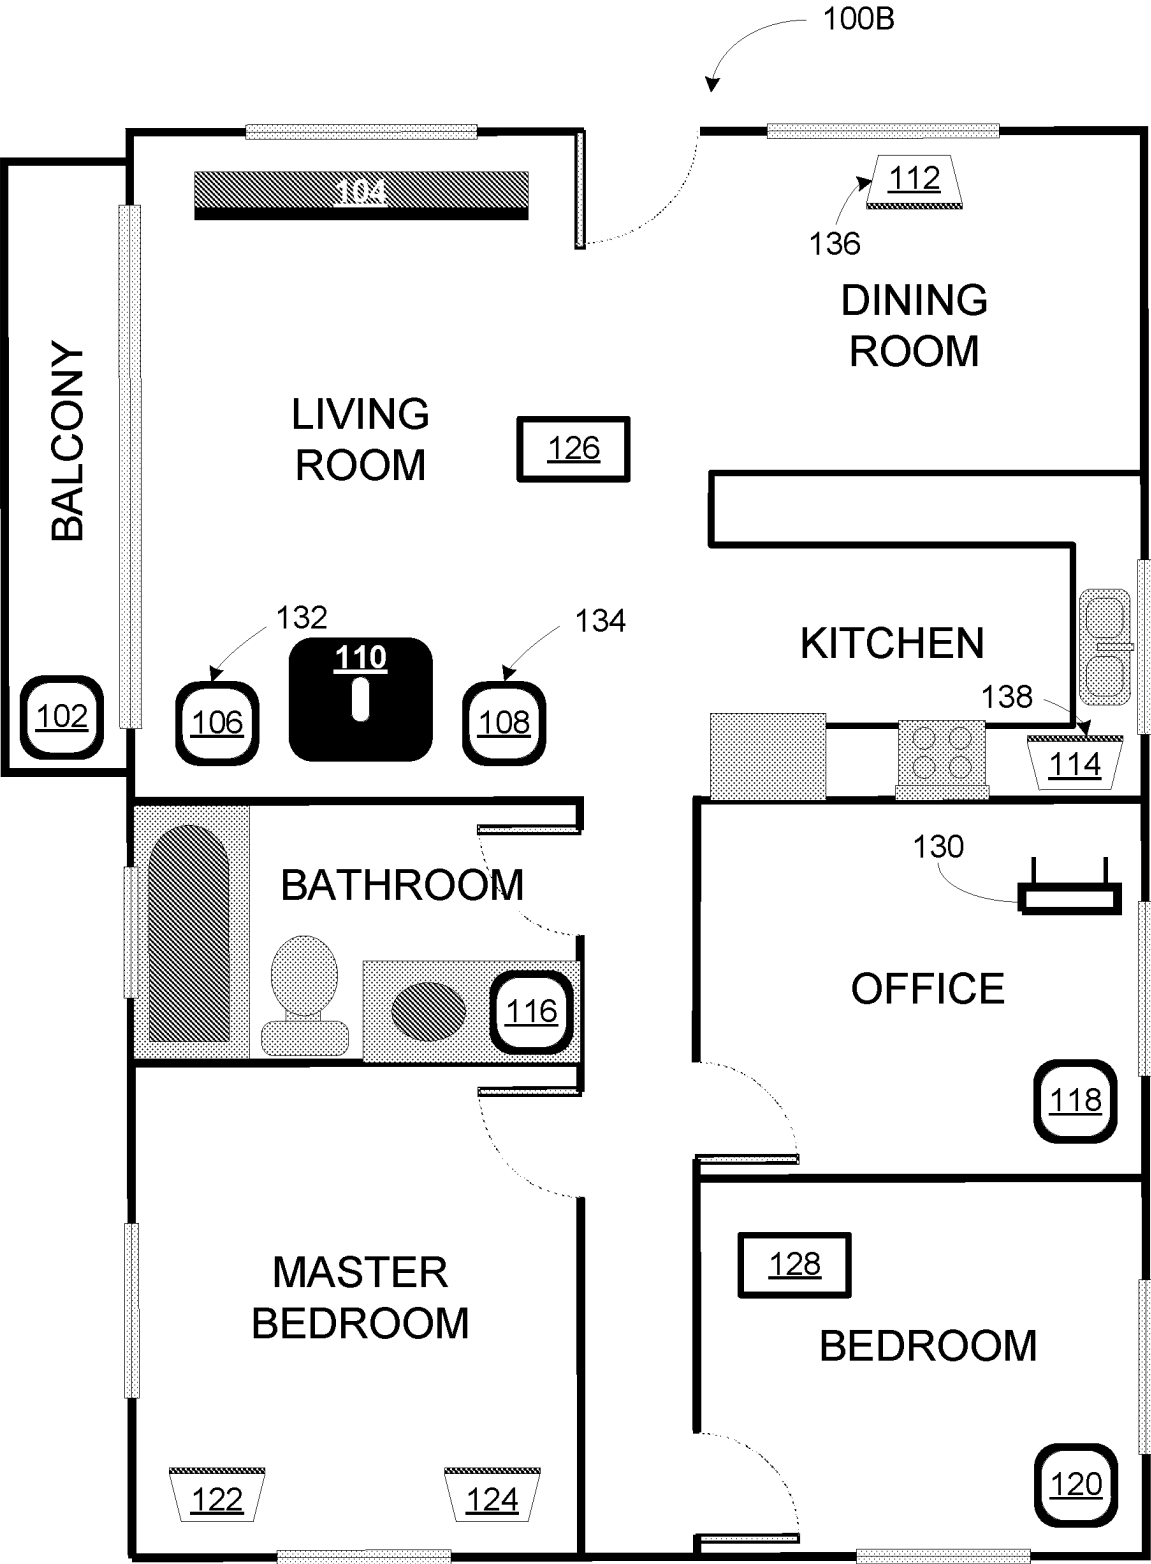 100B
104
112
136
DINING
ROOM
BALCONY
LIVING
ROOM
126
132
134
110
KITCHEN
138
102
106
108
114
130
BATHROOM
OFFICE
116
118
128
MASTER
BEDROOM
BEDROOM
122
124
120